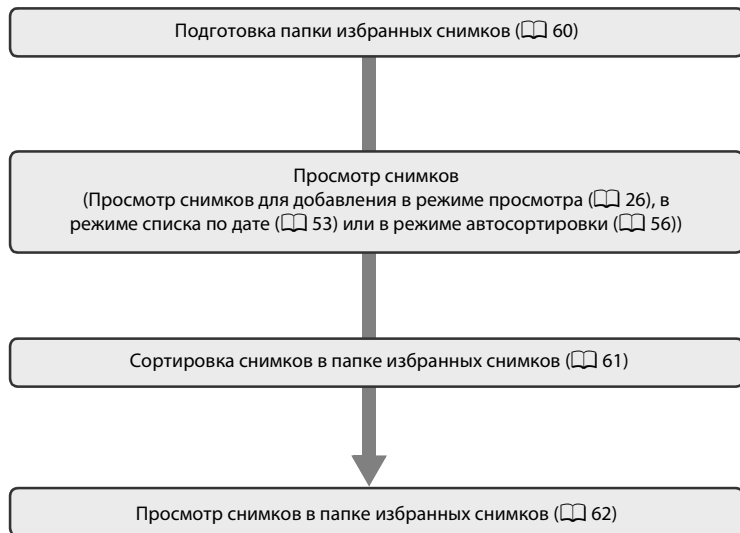 Подготовка папки избранных снимков (📖 60)
Просмотр снимков
(Просмотр снимков для добавления в режиме просмотра (📖 26), в
режиме списка по дате (📖 53) или в режиме автосортировки (📖 56))
Сортировка снимков в папке избранных снимков (📖 61)
Просмотр снимков в папке избранных снимков (📖 62)